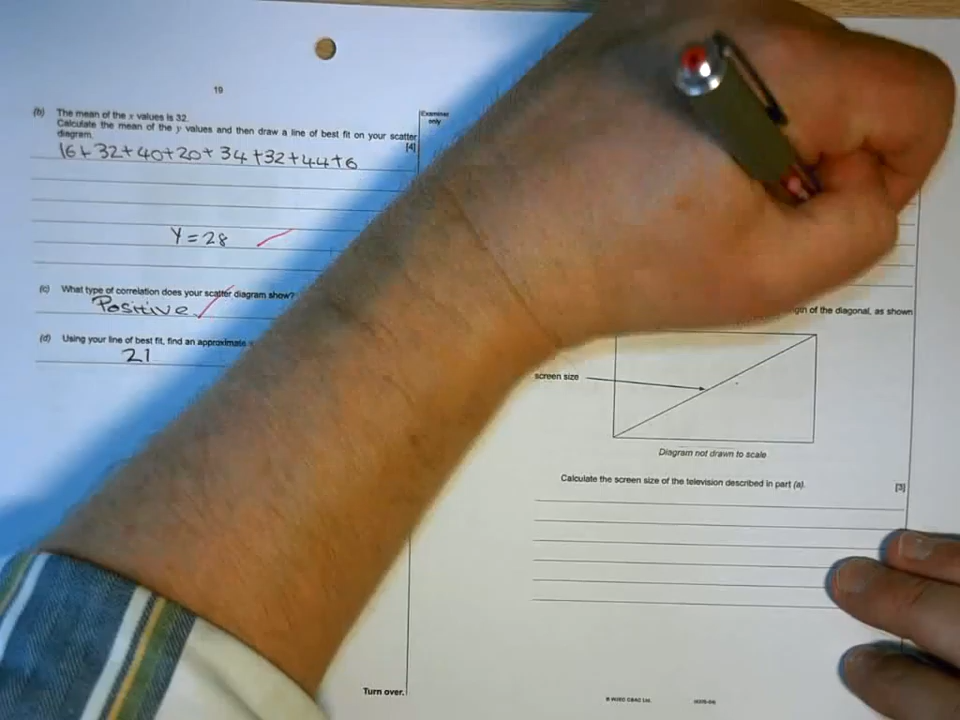 19
(b) The mean of the x values is 32.
Calculate the mean of the y values and then draw a line of best fit on your scatter
diagram. [4]
Examiner
only
16+32+40+20+34+32+44+6
Y=28
(c) What type of correlation does your scatter diagram show?
Positive
(d) Using your line of best fit, find an approximate
21
Turn over.
of the diagonal, as shown
screen size
Diagram not drawn to scale
Calculate the screen size of the television described in part (a). [3]